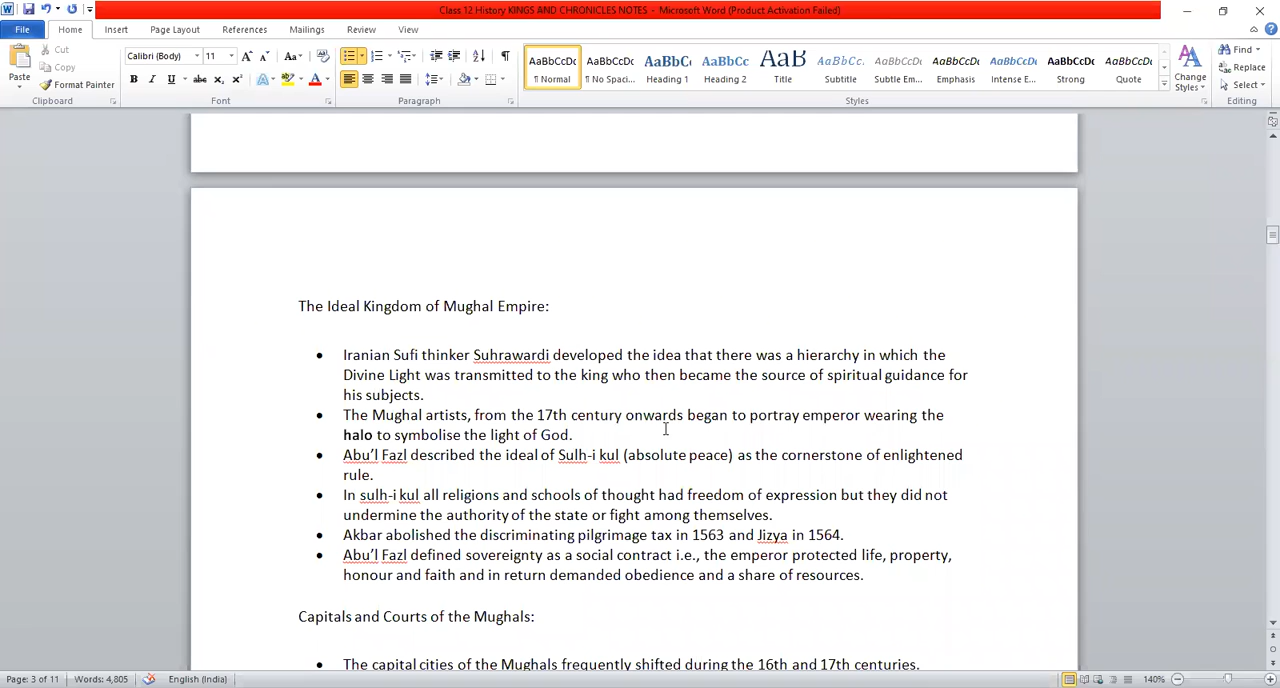 Class 12 History KINGS AND CHRONICLES NOTES - Microsoft Word (Product Activation Failed)
File Home Insert Page Layout References Mailings Review View
Paste
Cut
Copy
Format Painter
Clipboard
Calibri (Body) 11
Font
Paragraph
AaBbCcDc AaBbCcDc AaBbC AaBbCc AaB AaBbCc. AaBbCcDc AaBbCcDc AaBbCcDc AaBbCcDc AaBbCcDc
¶ Normal ¶ No Spaci... Heading 1 Heading 2 Title Subtitle Subtle Em... Emphasis Intense E... Strong Quote
Styles
Change
Styles
Find
Replace
Select
Editing
The Ideal Kingdom of Mughal Empire:
• Iranian Sufi thinker Suhrawardi developed the idea that there was a hierarchy in which the
Divine Light was transmitted to the king who then became the source of spiritual guidance for
his subjects.
• The Mughal artists, from the 17th century onwards began to portray emperor wearing the
halo to symbolise the light of God.
• Abu’l Fazl described the ideal of Sulh-i kul (absolute peace) as the cornerstone of enlightened
rule.
• In sulh-i kul all religions and schools of thought had freedom of expression but they did not
undermine the authority of the state or fight among themselves.
• Akbar abolished the discriminating pilgrimage tax in 1563 and Jizya in 1564.
• Abu’l Fazl defined sovereignty as a social contract i.e., the emperor protected life, property,
honour and faith and in return demanded obedience and a share of resources.
Capitals and Courts of the Mughals:
• The capital cities of the Mughals frequently shifted during the 16th and 17th centuries.
Page: 3 of 11 Words: 4,805 English (India) 140%